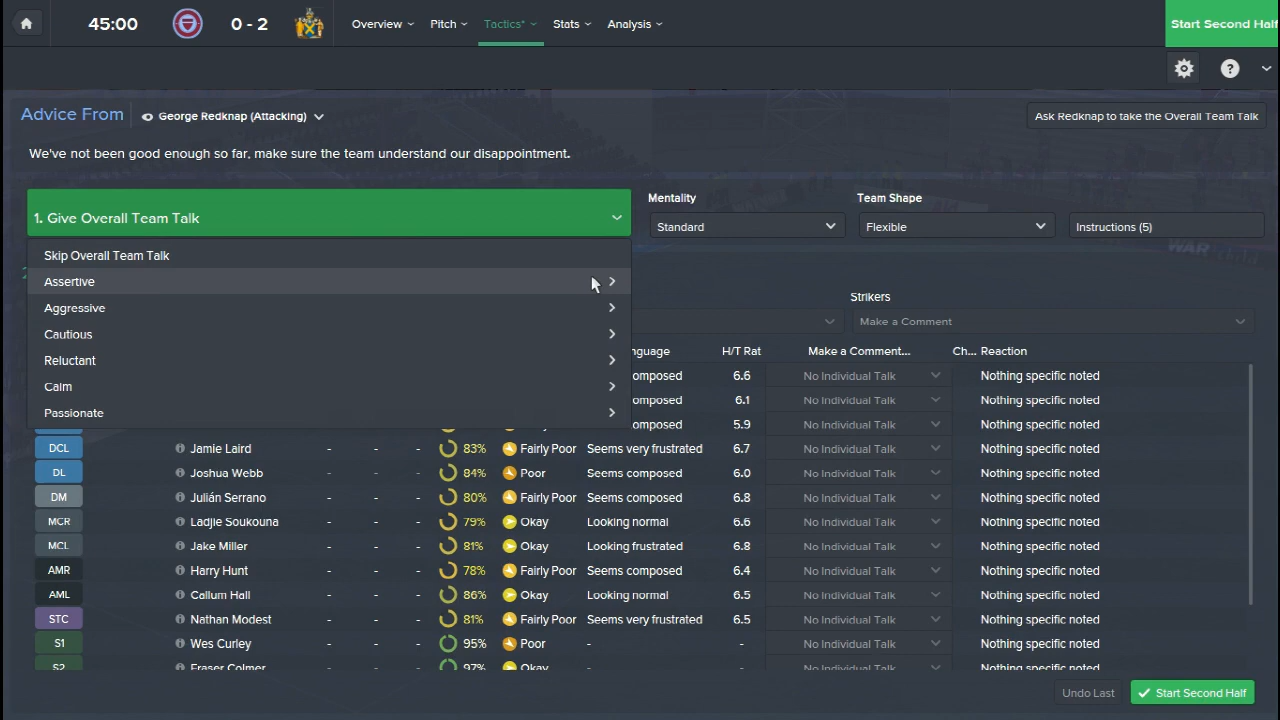 45:00 0 - 2 Overview Pitch Tactics* Stats Analysis Start Second Half
?
Advice From George Redknap (Attacking) Ask Redknap to take the Overall Team Talk
We've not been good enough so far, make sure the team understand our disappointment.
1. Give Overall Team Talk
Mentality Team Shape
Standard Flexible Instructions (5)
Skip Overall Team Talk
Assertive
Aggressive
Cautious
Reluctant
Calm
Passionate
Strikers
Make a Comment
nguage H/T Rat Make a Comment... Ch... Reaction
omposed 6.6 No Individual Talk Nothing specific noted
omposed 6.1 No Individual Talk Nothing specific noted
omposed 5.9 No Individual Talk Nothing specific noted
DCL Jamie Laird - - - 83% Fairly Poor Seems very frustrated 6.7 No Individual Talk Nothing specific noted
DL Joshua Webb - - - 84% Poor Seems composed 6.0 No Individual Talk Nothing specific noted
DM Julián Serrano - - - 80% Fairly Poor Seems composed 6.8 No Individual Talk Nothing specific noted
MCR Ladjie Soukouna - - - 79% Okay Looking normal 6.6 No Individual Talk Nothing specific noted
MCL Jake Miller - - - 81% Okay Looking frustrated 6.8 No Individual Talk Nothing specific noted
AMR Harry Hunt - - - 78% Fairly Poor Seems composed 6.4 No Individual Talk Nothing specific noted
AML Callum Hall - - - 86% Okay Looking normal 6.5 No Individual Talk Nothing specific noted
STC Nathan Modest - - - 81% Fairly Poor Seems very frustrated 6.5 No Individual Talk Nothing specific noted
S1 Wes Curley - - - 95% Poor - - No Individual Talk Nothing specific noted
S2 Fraser Colmer - - - 97% Okay - - No Individual Talk Nothing specific noted
Undo Last Start Second Half